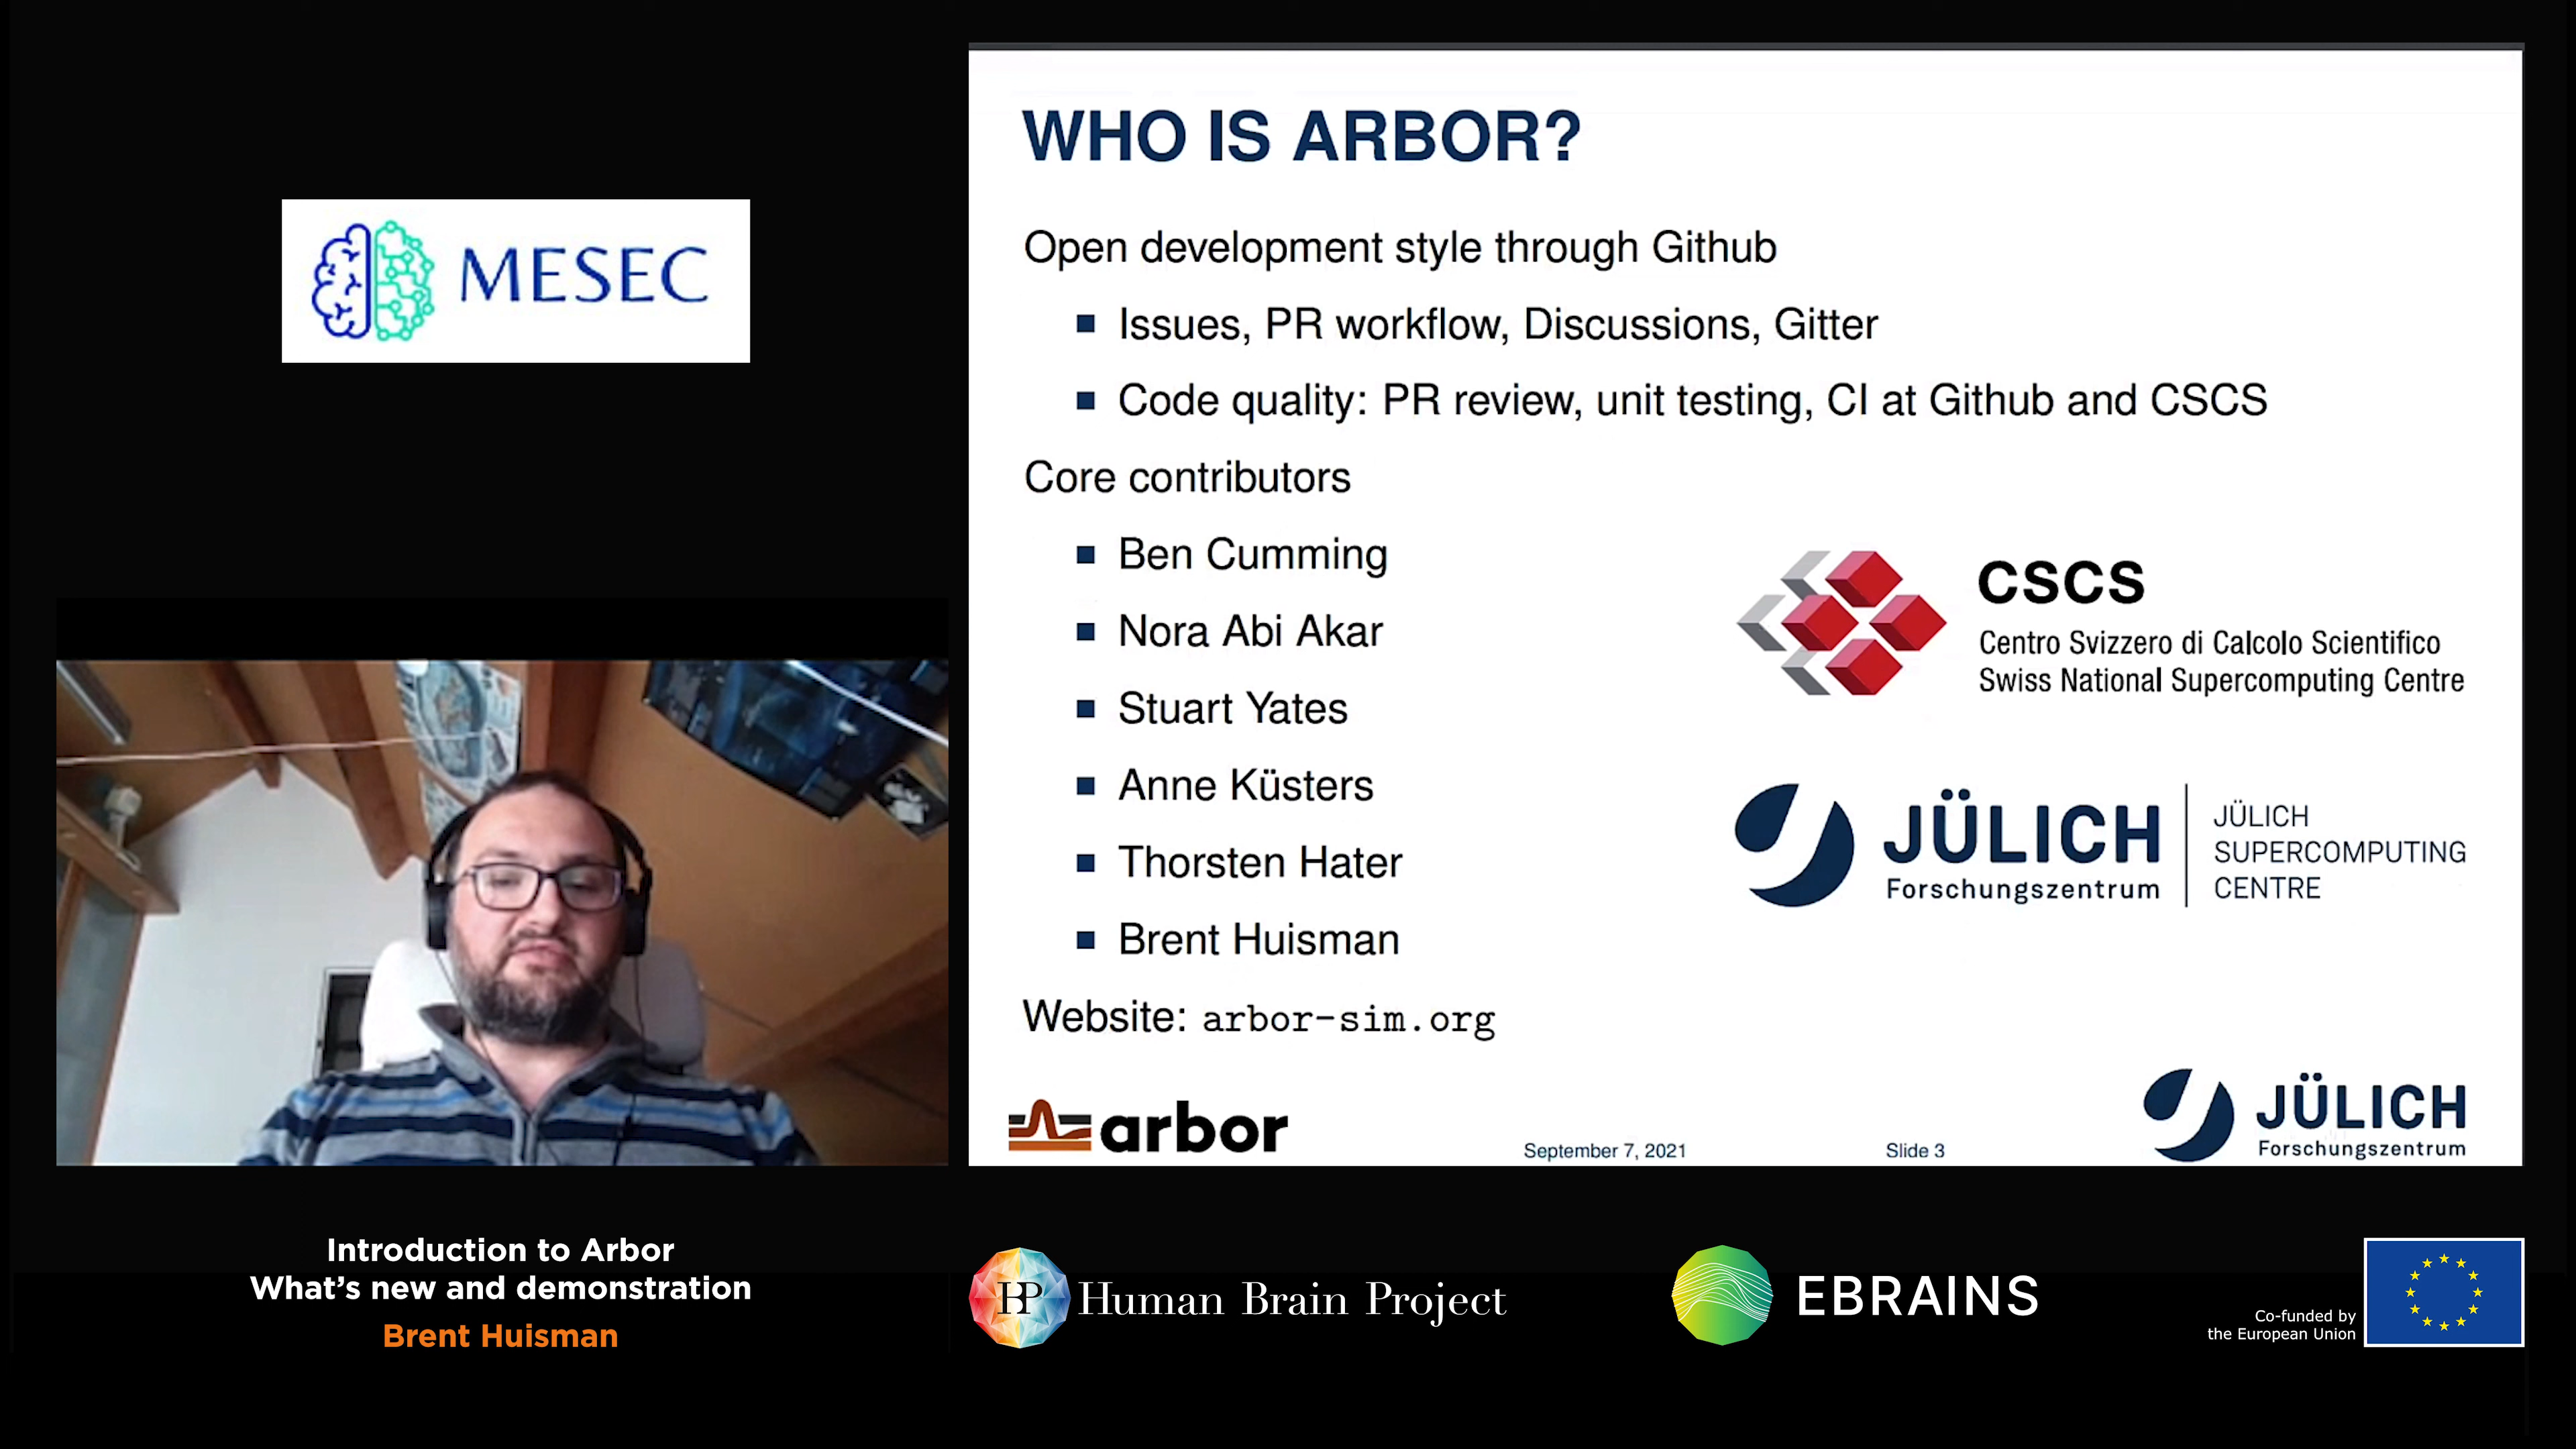 MESEC
WHO IS ARBOR?
Open development style through Github
Issues, PR workflow, Discussions, Gitter
Code quality: PR review, unit testing, CI at Github and CSCS
Core contributors
Ben Cumming
Nora Abi Akar
Stuart Yates
Anne Küsters
Thorsten Hater
Brent Huisman
CSCS
Centro Svizzero di Calcolo Scientifico
Swiss National Supercomputing Centre
JÜLICH
Forschungszentrum
JÜLICH
SUPERCOMPUTING
CENTRE
Website: arbor-sim.org
arbor
September 7, 2021
Slide 3
JÜLICH
Forschungszentrum
Introduction to Arbor
What's new and demonstration
Brent Huisman
HBP Human Brain Project
EBRAINS
Co-funded by
the European Union